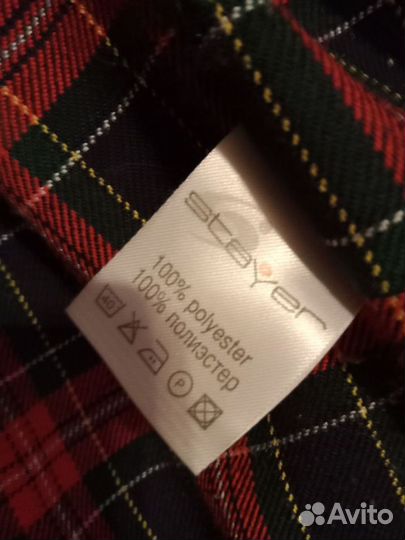 stayer
100% polyester
100% полиэстер
40
P
Avito